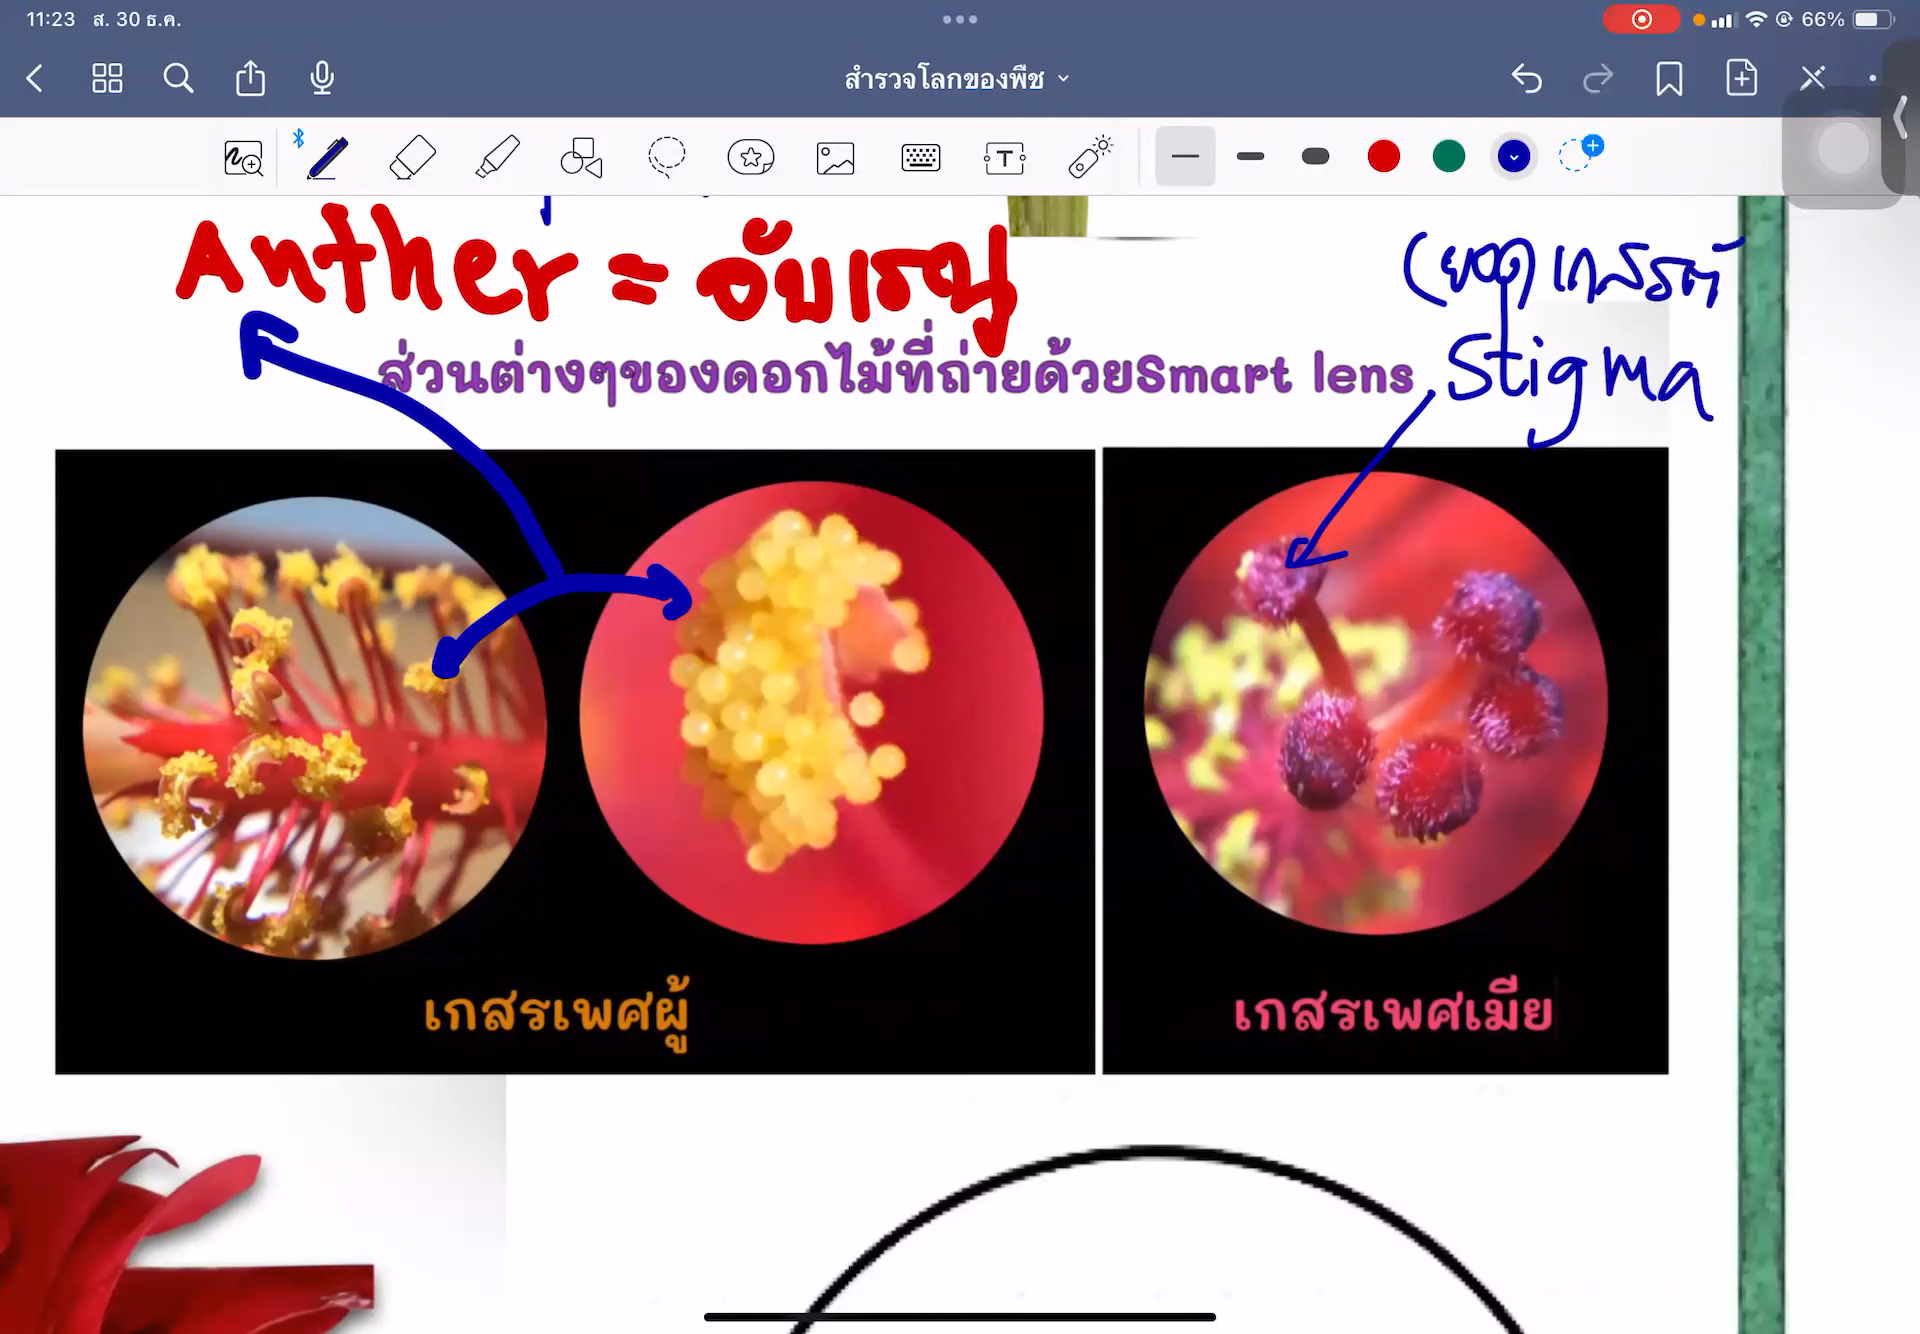 11:23 ส. 30 ธ.ค.
66%
สำรวจโลกของพืช
T
Anther = อับเรณู
(ยอด) เกสรตัว
Stigma
ส่วนต่างๆของดอกไม้ที่ถ่ายด้วยSmart lens
เกสรเพศผู้
เกสรเพศเมีย